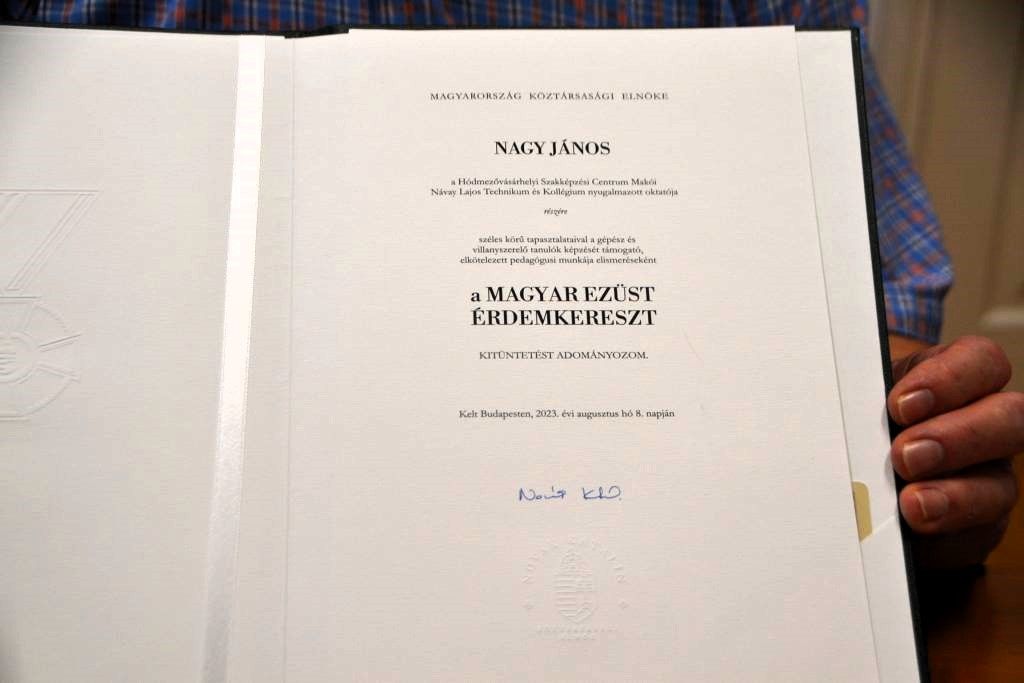 MAGYARORSZÁG KÖZTÁRSASÁGI ELNÖKE
NAGY JÁNOS
a Hódmezővásárhelyi Szakképzési Centrum Makói
Návay Lajos Technikum és Kollégium nyugalmazott oktatója
részére
széles körű tapasztalataival a gépész és
villanyszerelő tanulók képzését támogató,
elkötelezett pedagógusi munkája elismeréseként
a MAGYAR EZÜST
ÉRDEMKERESZT
KITÜNTETÉST ADOMÁNYOZOM.
Kelt Budapesten, 2023. évi augusztus hó 8. napján
NOVÁK KATALIN